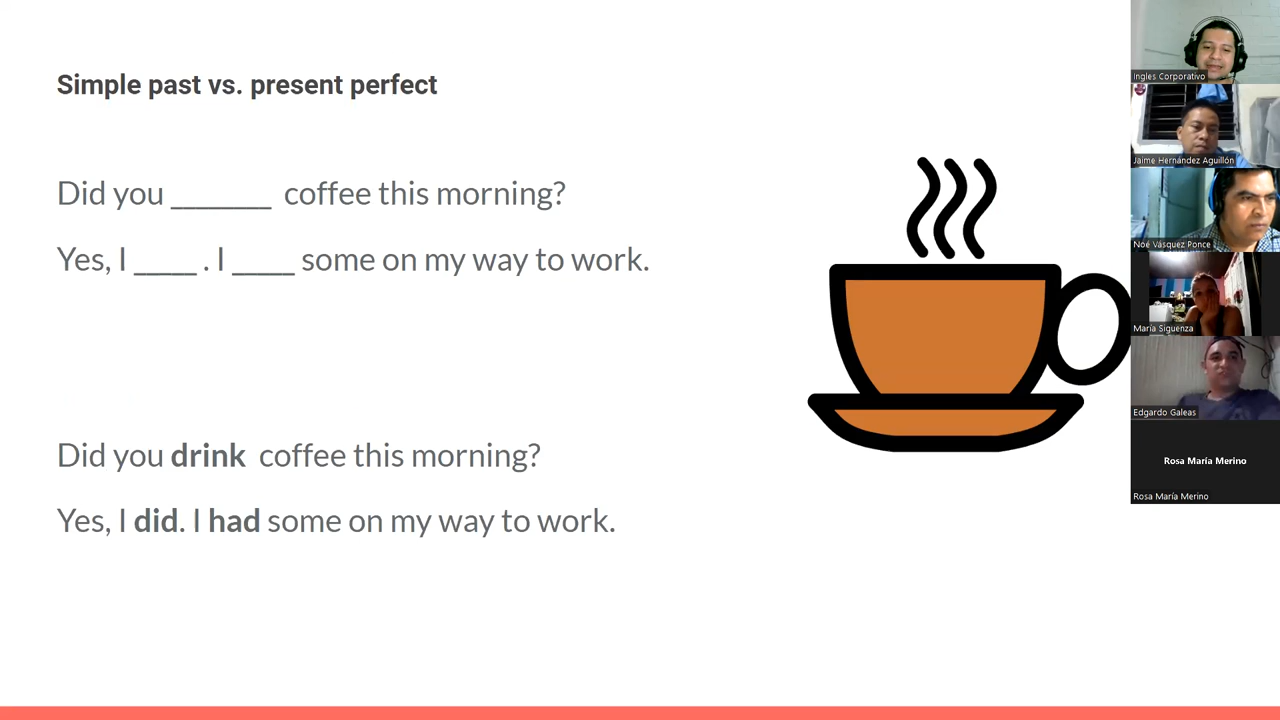 Simple past vs. present perfect
Did you _______ coffee this morning?
Yes, I _____ . I _____ some on my way to work.
Did you drink coffee this morning?
Yes, I did. I had some on my way to work.
Ingles Corporativo
Jaime Hernández Aguillón
Noé Vásquez Ponce
María Sigüenza
Edgardo Galeas
Rosa María Merino
Rosa María Merino